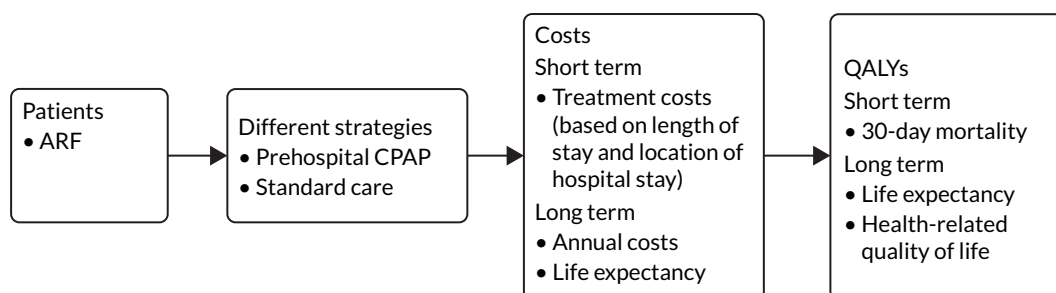 Patients
• ARF
Different strategies
• Prehospital CPAP
• Standard care
Costs
Short term
• Treatment costs
(based on length of
stay and location of
hospital stay)
Long term
• Annual costs
• Life expectancy
QALYs
Short term
• 30-day mortality
Long term
• Life expectancy
• Health-related
quality of life